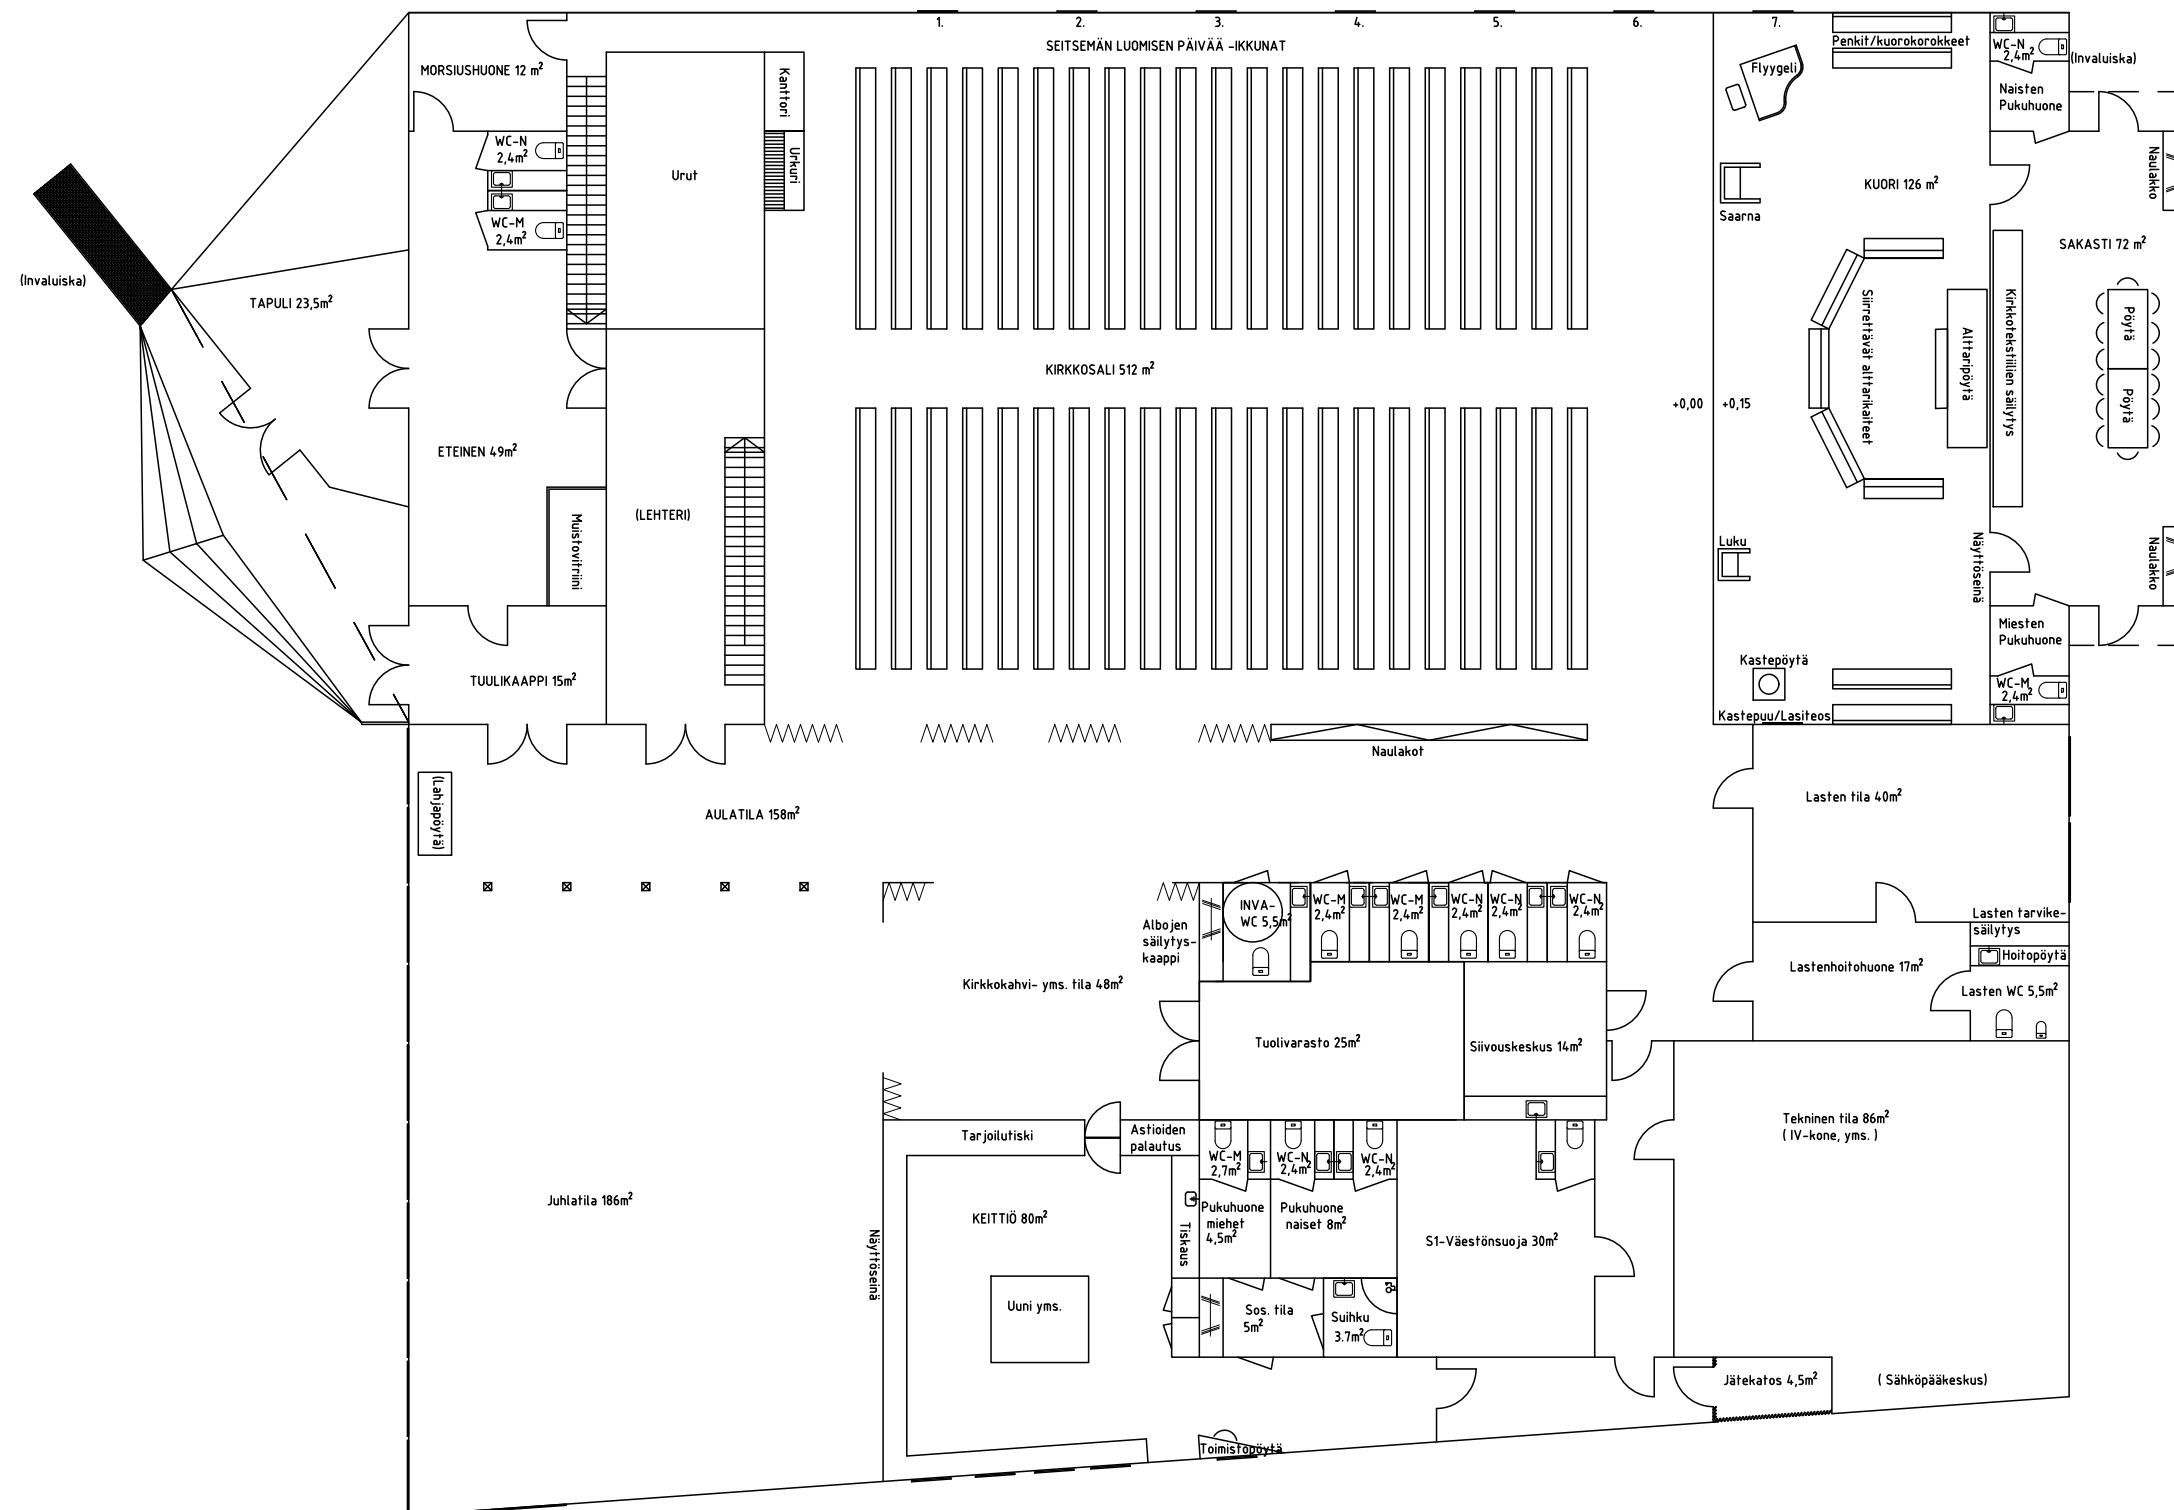 1.
2.
3.
4.
5.
6.
7.
SEITSEMÄN LUOMISEN PÄIVÄÄ -IKKUNAT
Penkit/kuorokorokkeet
WC-N
2,4m²
(Invaluiska)
MORSIUSHUONE 12 m²
Kanttori
Flyygeli
Naisten
Pukuhuone
WC-N
2,4m²
Urkuri
Naulakko
Urut
KUORI 126 m²
Saarna
WC-M
2,4m²
SAKASTI 72 m²
(Invaluiska)
TAPULI 23,5m²
Siirrettävät alttarikaiteet
Alttaripöytä
Kirkkotekstiilien säilytys
Pöytä
Pöytä
KIRKKOSALI 512 m²
+0,00
+0,15
ETEINEN 49m²
(LEHTERI)
Muistovitriini
Luku
Näyttöseinä
Naulakko
Miesten
Pukuhuone
Kastepöytä
TUULIKAAPPI 15m²
WC-M
2,4m²
Kastepuu/Lasiteos
Naulakot
(Lahjapöytä)
AULATILA 158m²
Lasten tila 40m²
INVA-
WC 5,5m²
WC-M
2,4m²
WC-M
2,4m²
WC-N
2,4m²
WC-N
2,4m²
WC-N
2,4m²
Albojen
säilytys-
kaappi
Lasten tarvike-
säilytys
Hoitopöytä
Lastenhoitohuone 17m²
Kirkkokahvi- yms. tila 48m²
Lasten WC 5,5m²
Tuolivarasto 25m²
Siivouskeskus 14m²
Tekninen tila 86m²
( IV-kone, yms. )
Tarjoilutiski
Astioiden
palautus
WC-M
2,7m²
WC-N
2,4m²
WC-N
2,4m²
Juhlatila 186m²
KEITTIÖ 80m²
Tiskaus
Pukuhuone
miehet
4,5m²
Pukuhuone
naiset 8m²
S1-Väestönsuoja 30m²
Näyttöseinä
Uuni yms.
Sos. tila
5m²
Suihku
3.7m²
Jätekatos 4,5m²
( Sähköpääkeskus)
Toimistopöytä